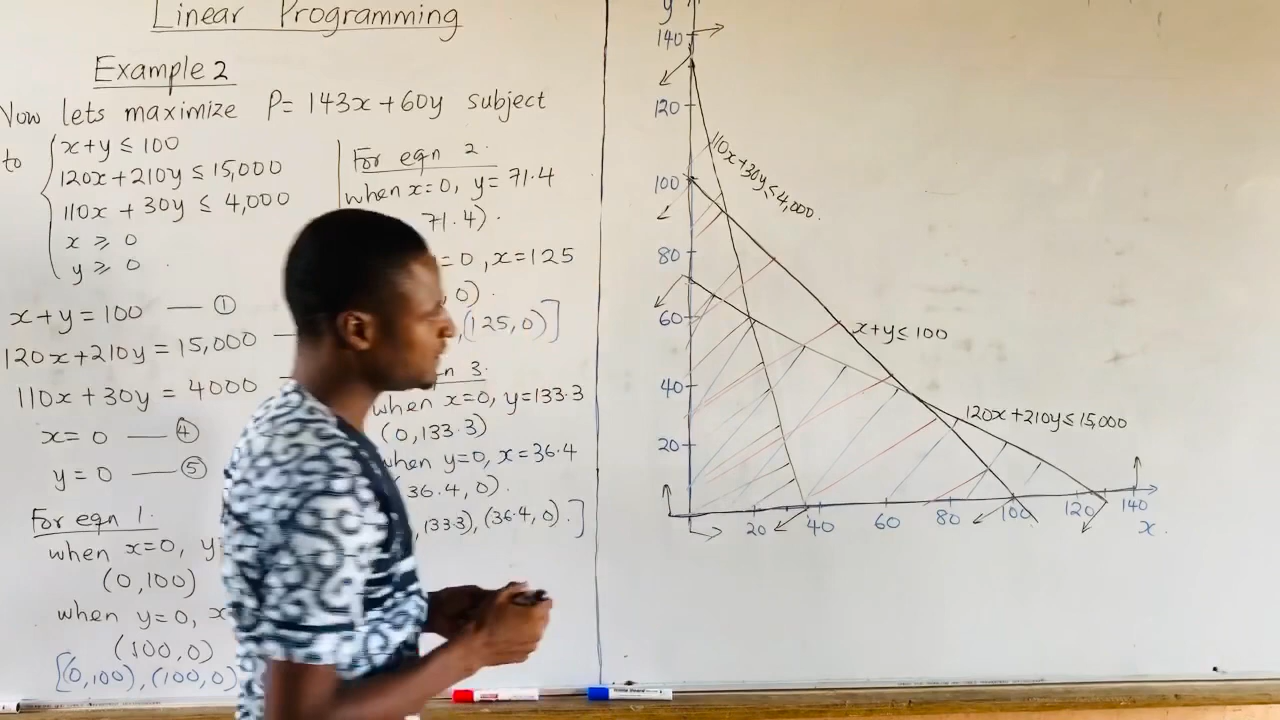 Linear Programming
Example 2
Now lets maximize P= 143x+60y subject
to
x+y ≤ 100
120x+210y ≤ 15,000
110x + 30y ≤ 4,000
x ≥ 0
y ≥ 0
x+y = 100 — ①
120x+210y = 15,000 —
110x+30y = 4000 —
x= 0 — ④
y = 0 — ⑤
For eqn 1.
when x=0, y
(0,100)
when y=0, x
(100,0)
[(0,100), (100,0)
For eqn 2.
when x=0, y= 71.4
71.4).
=0, x=125
,0).
,(125,0)]
n 3.
when x=0, y=133.3
(0,133.3)
when y=0, x=36.4
36.4, 0).
,133.3), (36.4, 0).]
y
140
120
100
80
60
40
20
20 40 60 80 100 120 140
x.
110x+30y ≤ 4,000.
x+y ≤ 100
120x+210y ≤ 15,000